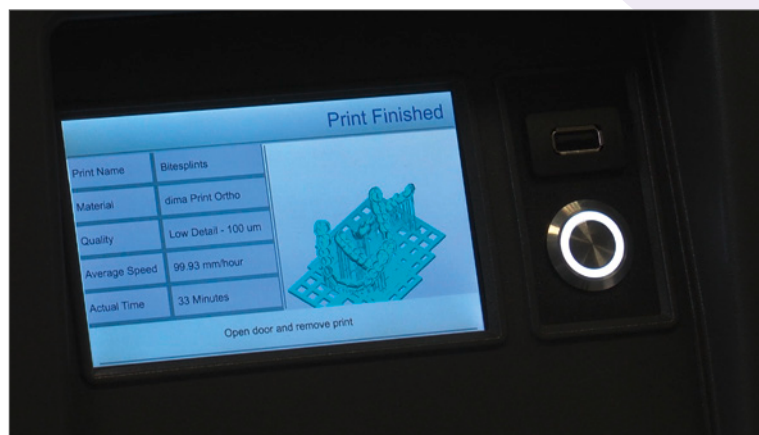 Print Finished
Print Name Bitesplints
Material dima Print Ortho
Quality Low Detail - 100 um
Average Speed 99.93 mm/hour
Actual Time 33 Minutes
Open door and remove print